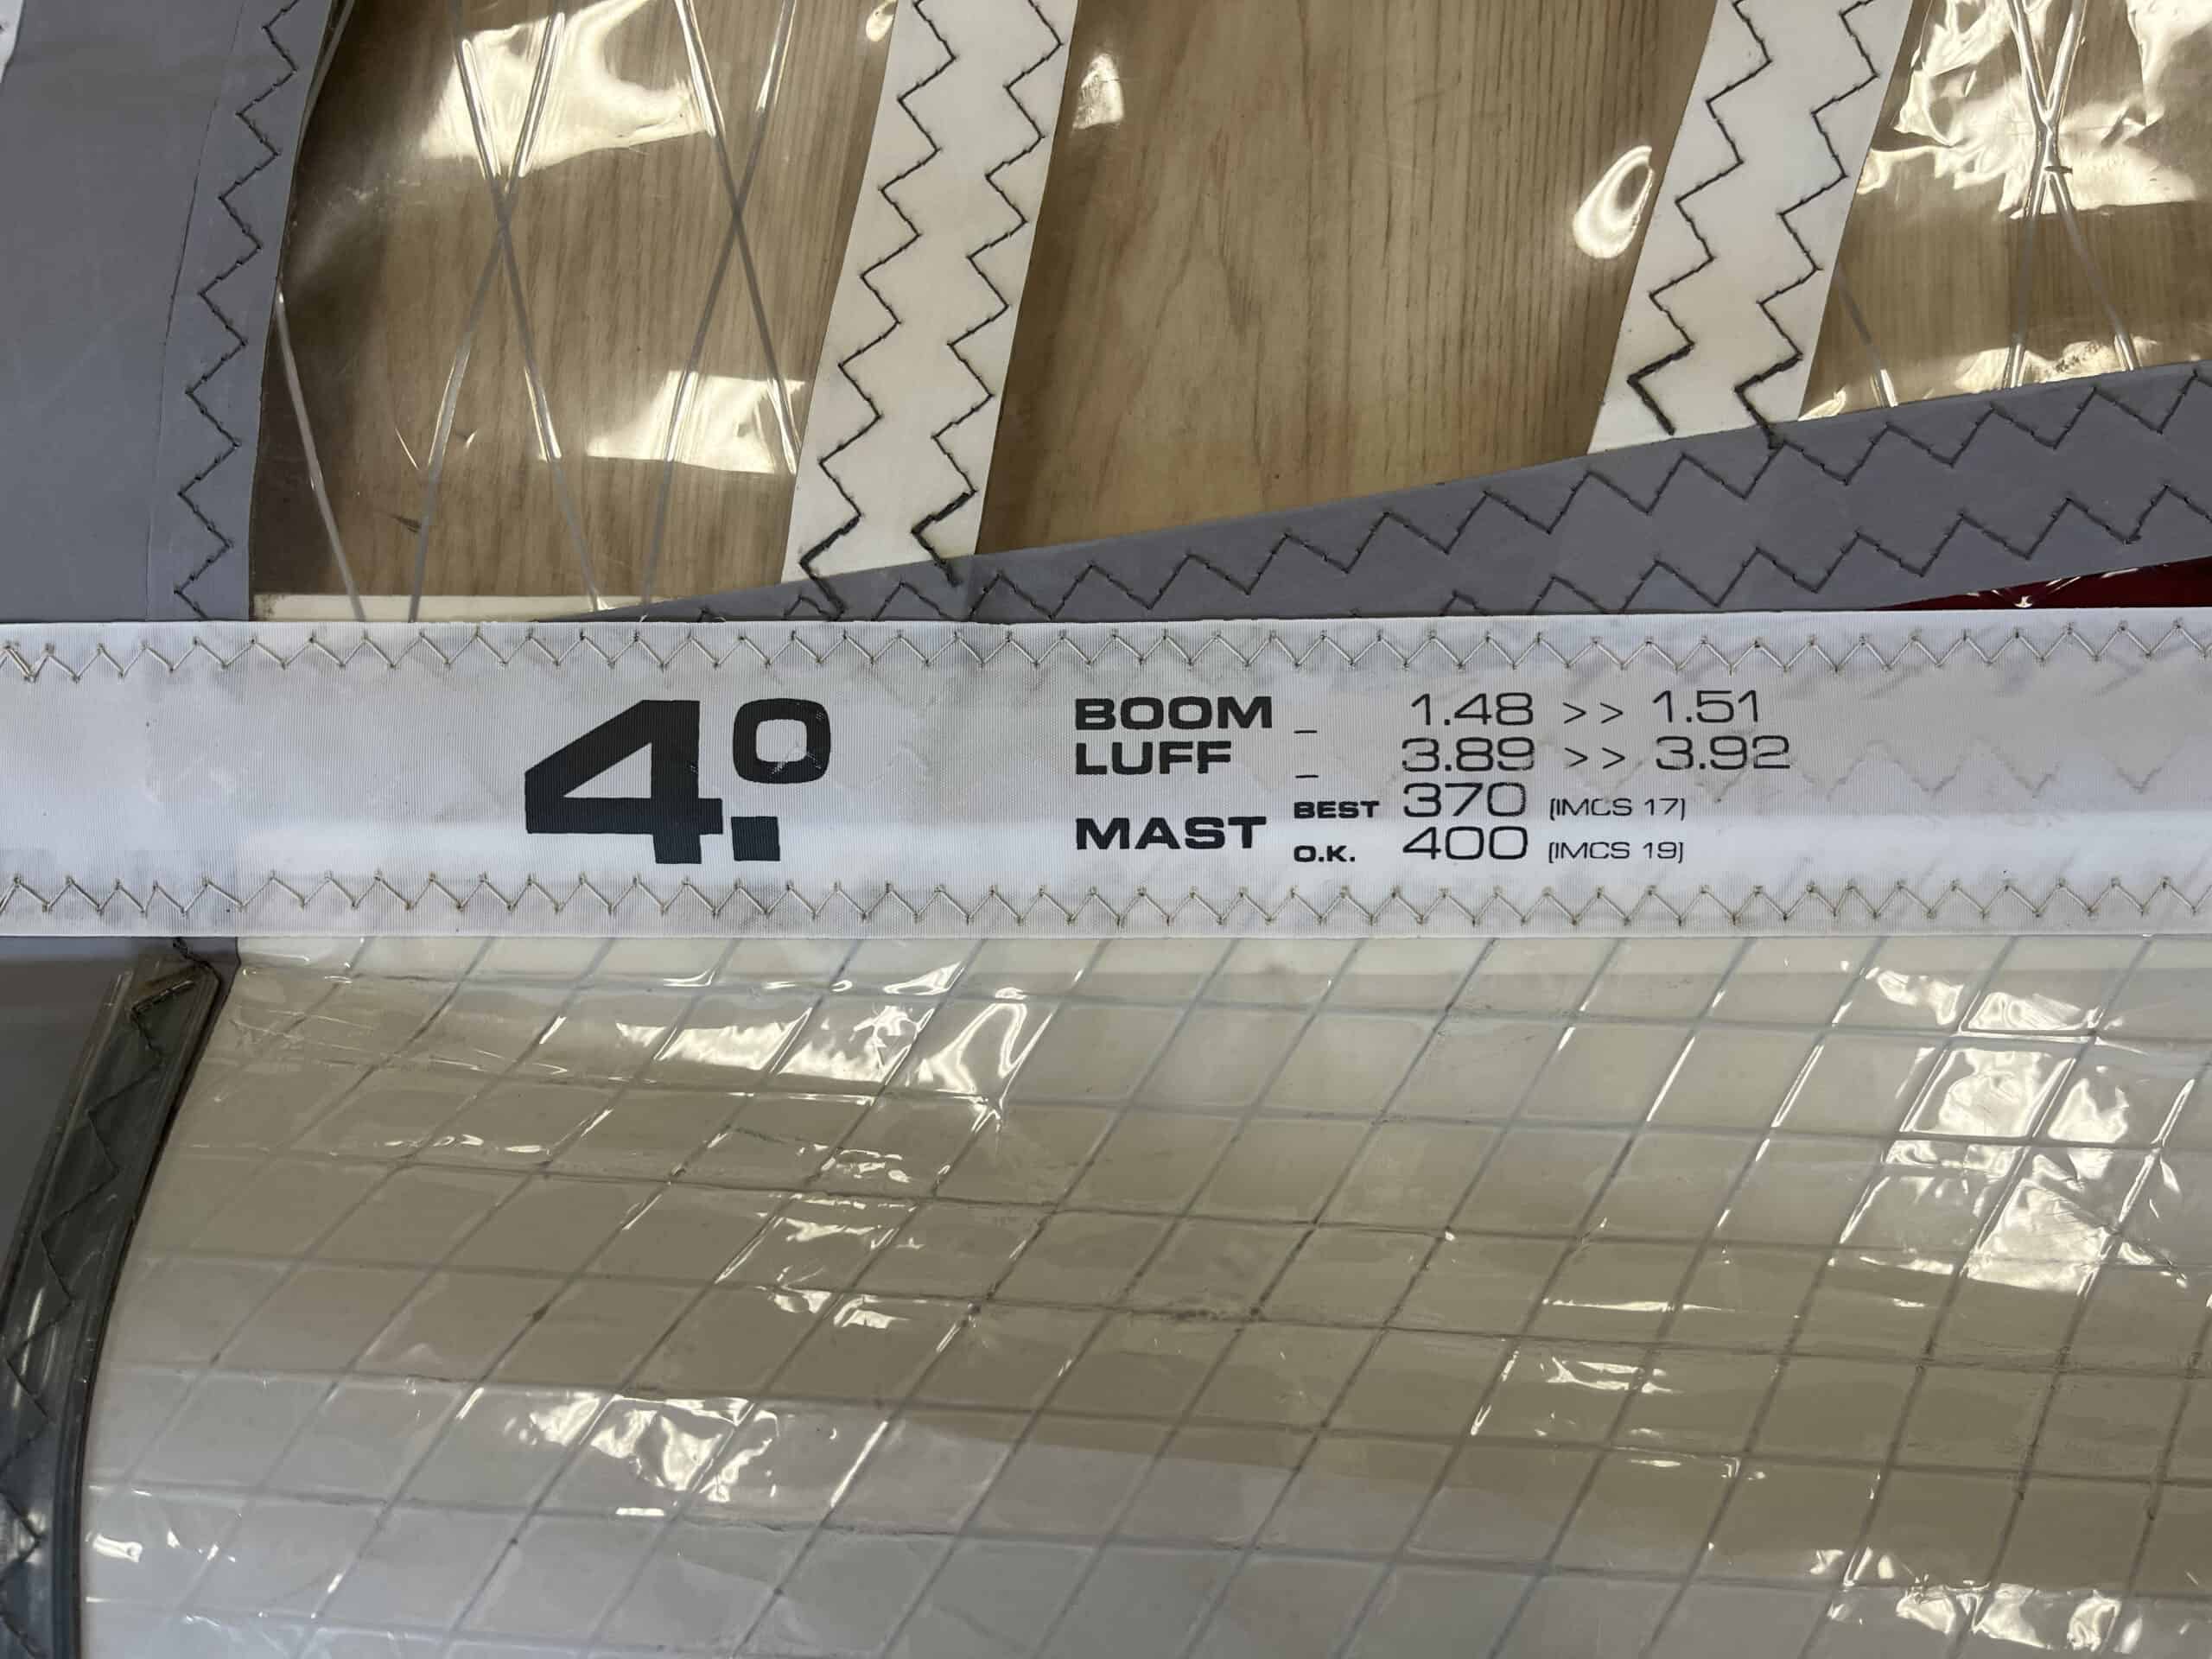 4.0
BOOM _ 1.48 >> 1.51
LUFF _ 3.89 >> 3.92
MAST BEST 370 (IMCS 17)
O.K. 400 (IMCS 19)